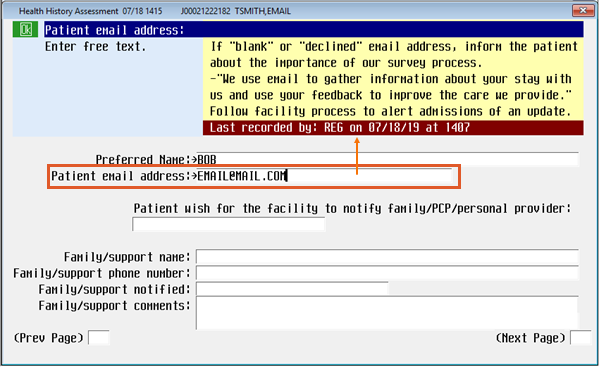 Health History Assessment 07/18 1415 J00021222182 TSMITH,EMAIL
Ok Patient email address:
Enter free text.
If "blank" or "declined" email address, inform the patient
about the importance of our survey process.
-"We use email to gather information about your stay with
us and use your feedback to improve the care we provide."
Follow facility process to alert admissions of an update.
Last recorded by: REG on 07/18/19 at 1407
Preferred Name:>BOB
Patient email address:>EMAIL@MAIL.COM
Patient wish for the facility to notify family/PCP/personal provider:
Family/support name:
Family/support phone number:
Family/support notified:
Family/support comments:
(Prev Page) (Next Page)